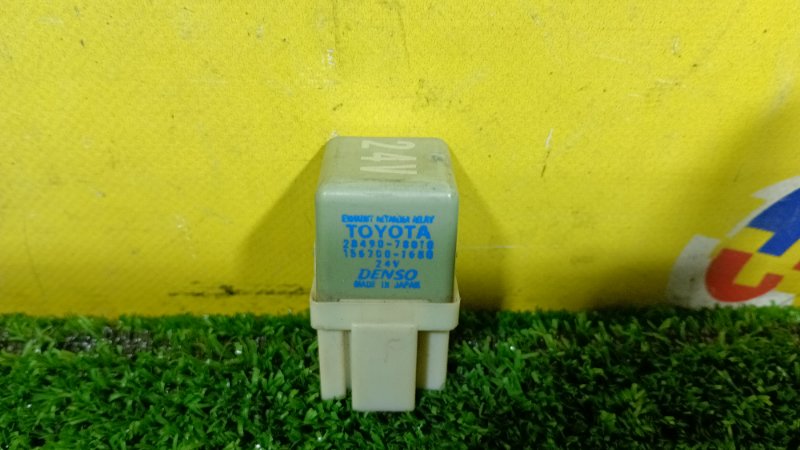 24V
EXHAUST RETARDER RELAY
TOYOTA
28490-78010
156700-1680
24V
DENSO
MADE IN JAPAN